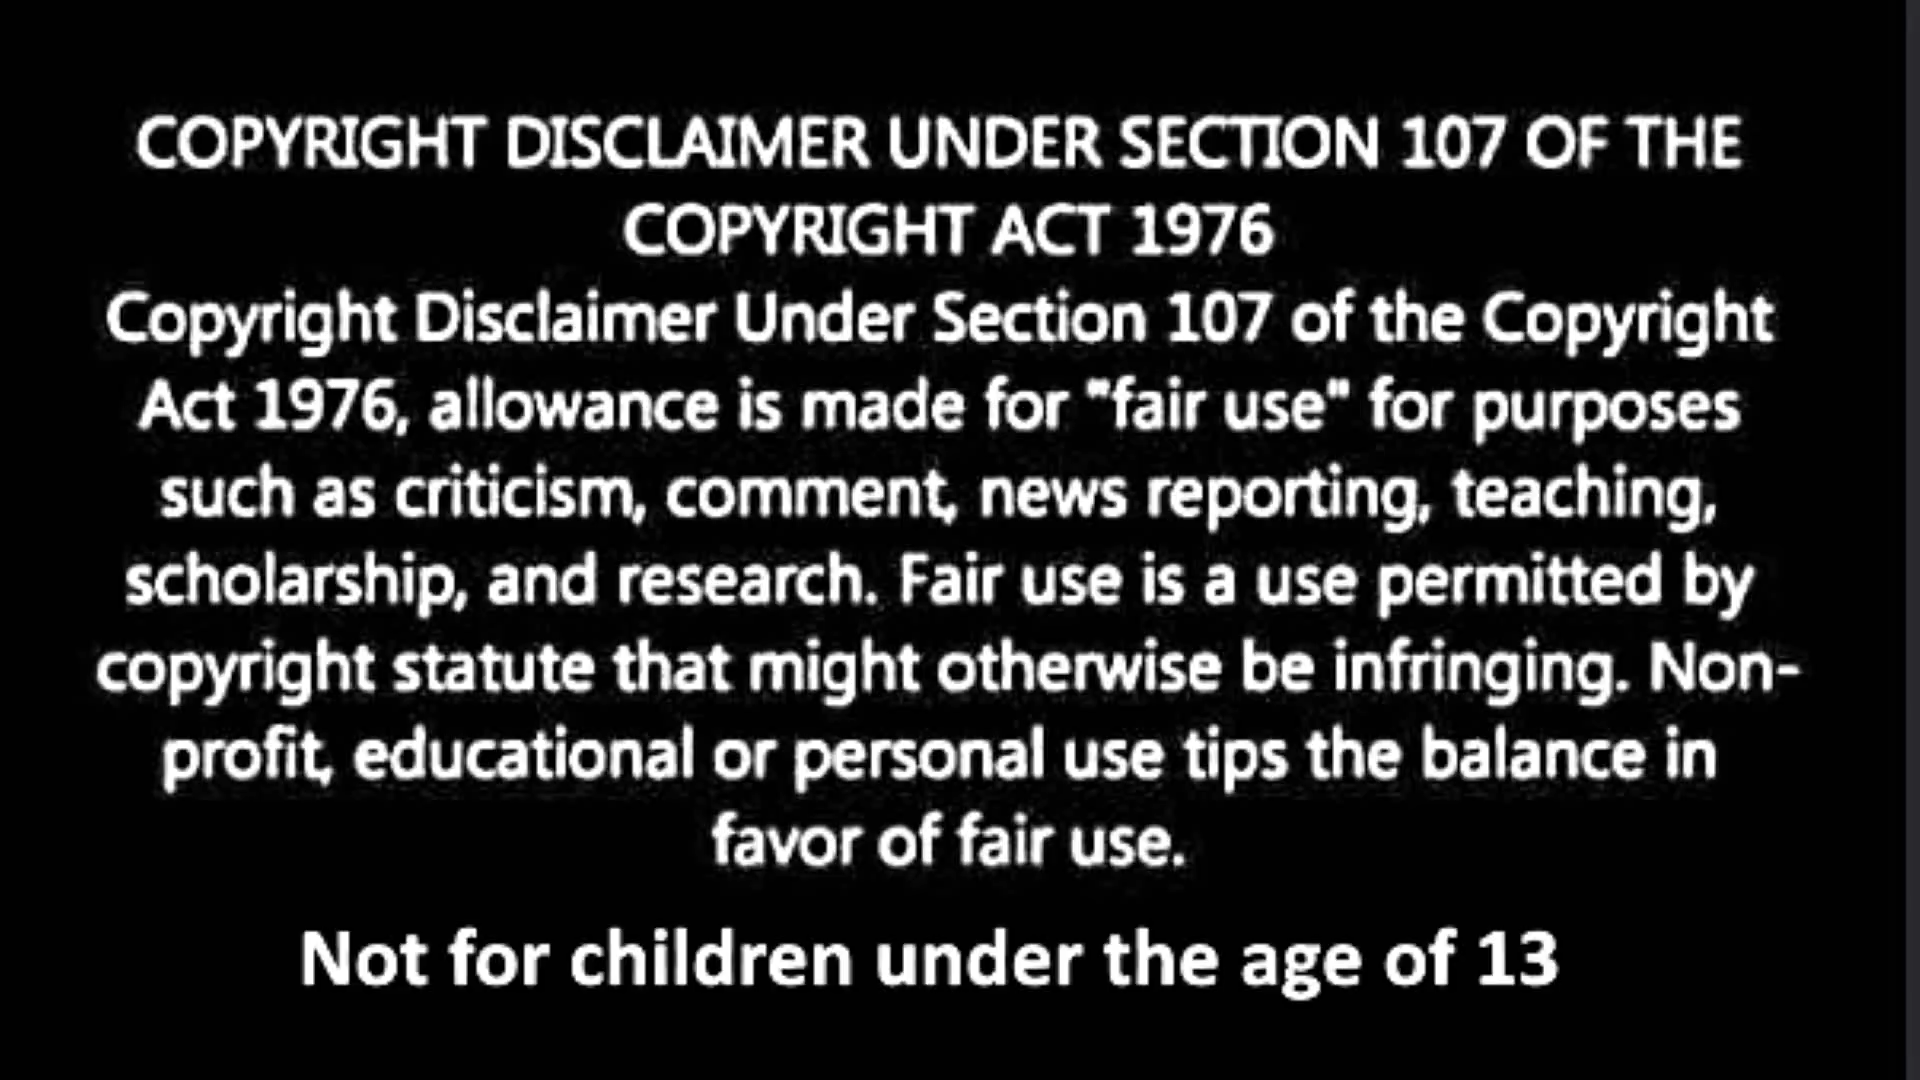 COPYRIGHT DISCLAIMER UNDER SECTION 107 OF THE
COPYRIGHT ACT 1976
Copyright Disclaimer Under Section 107 of the Copyright
Act 1976, allowance is made for "fair use" for purposes
such as criticism, comment, news reporting, teaching,
scholarship, and research. Fair use is a use permitted by
copyright statute that might otherwise be infringing. Non-
profit, educational or personal use tips the balance in
favor of fair use.
Not for children under the age of 13